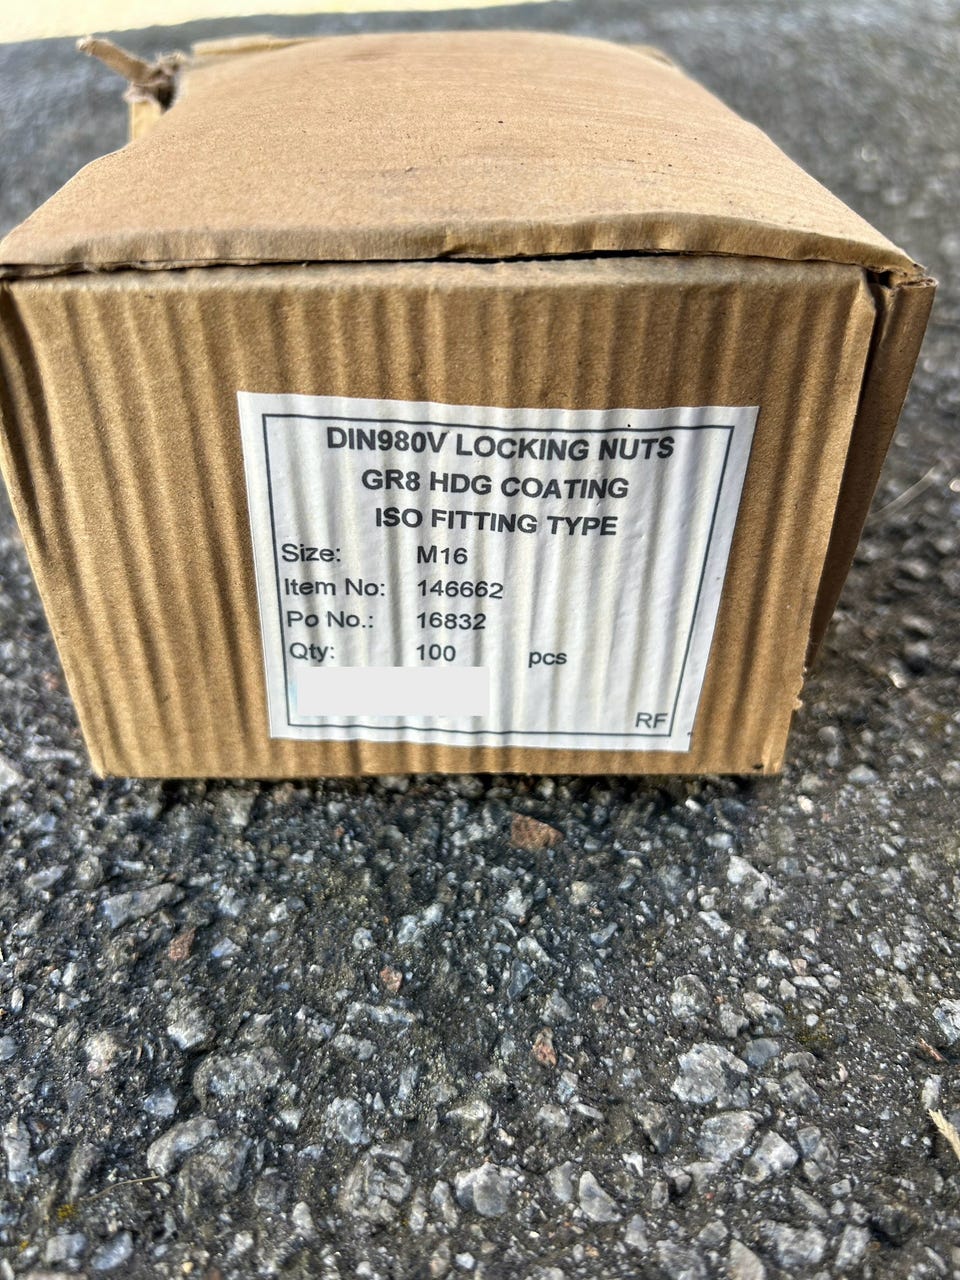 DIN980V LOCKING NUTS
GR8 HDG COATING
ISO FITTING TYPE
Size: M16
Item No: 146662
Po No.: 16832
Qty: 100 pcs
RF